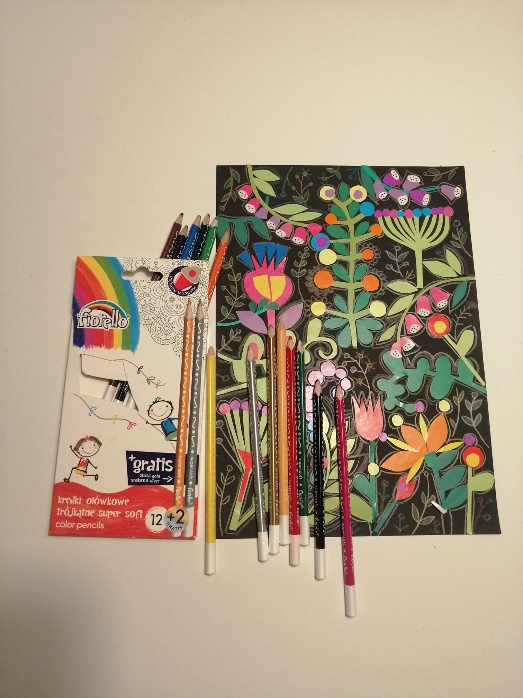 fiorello
+gratis
kredki ołówkowe
trójkątne super soft
color pencils
12 +2